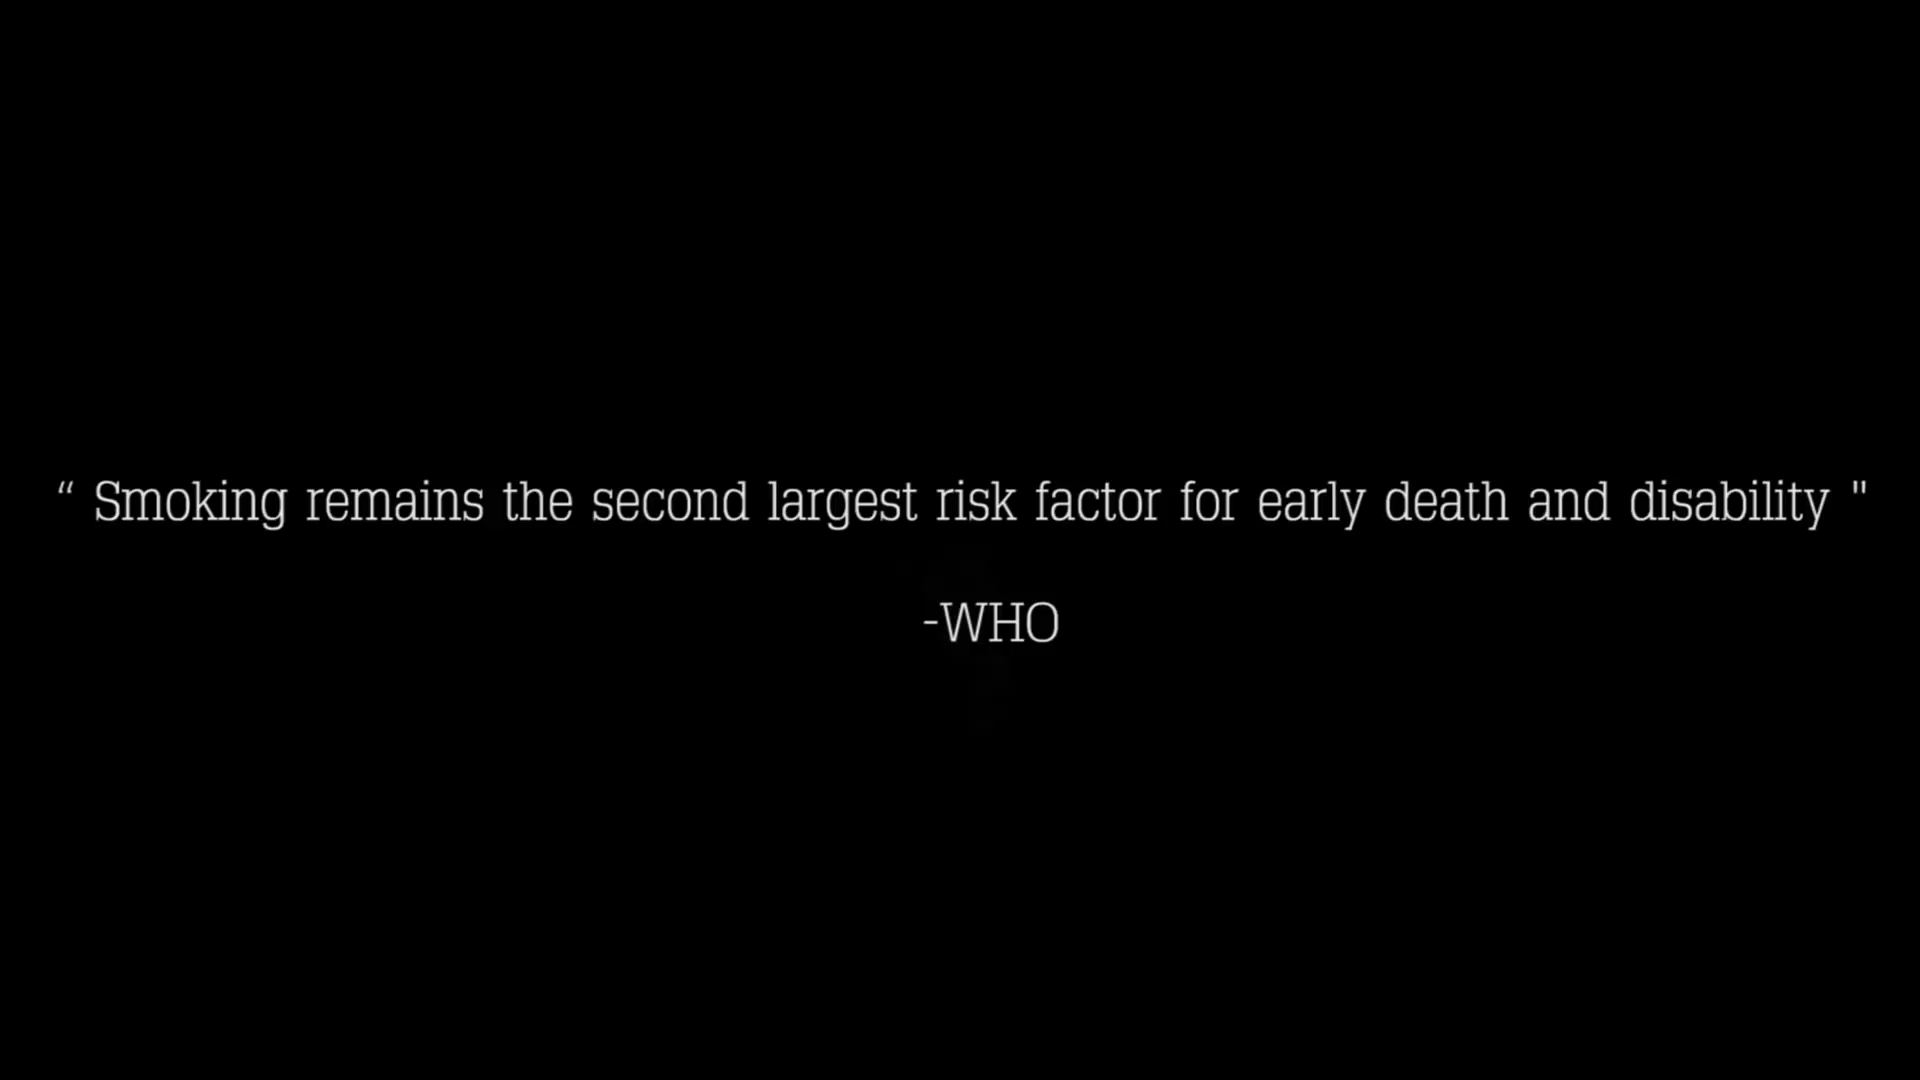 “ Smoking remains the second largest risk factor for early death and disability "
-WHO